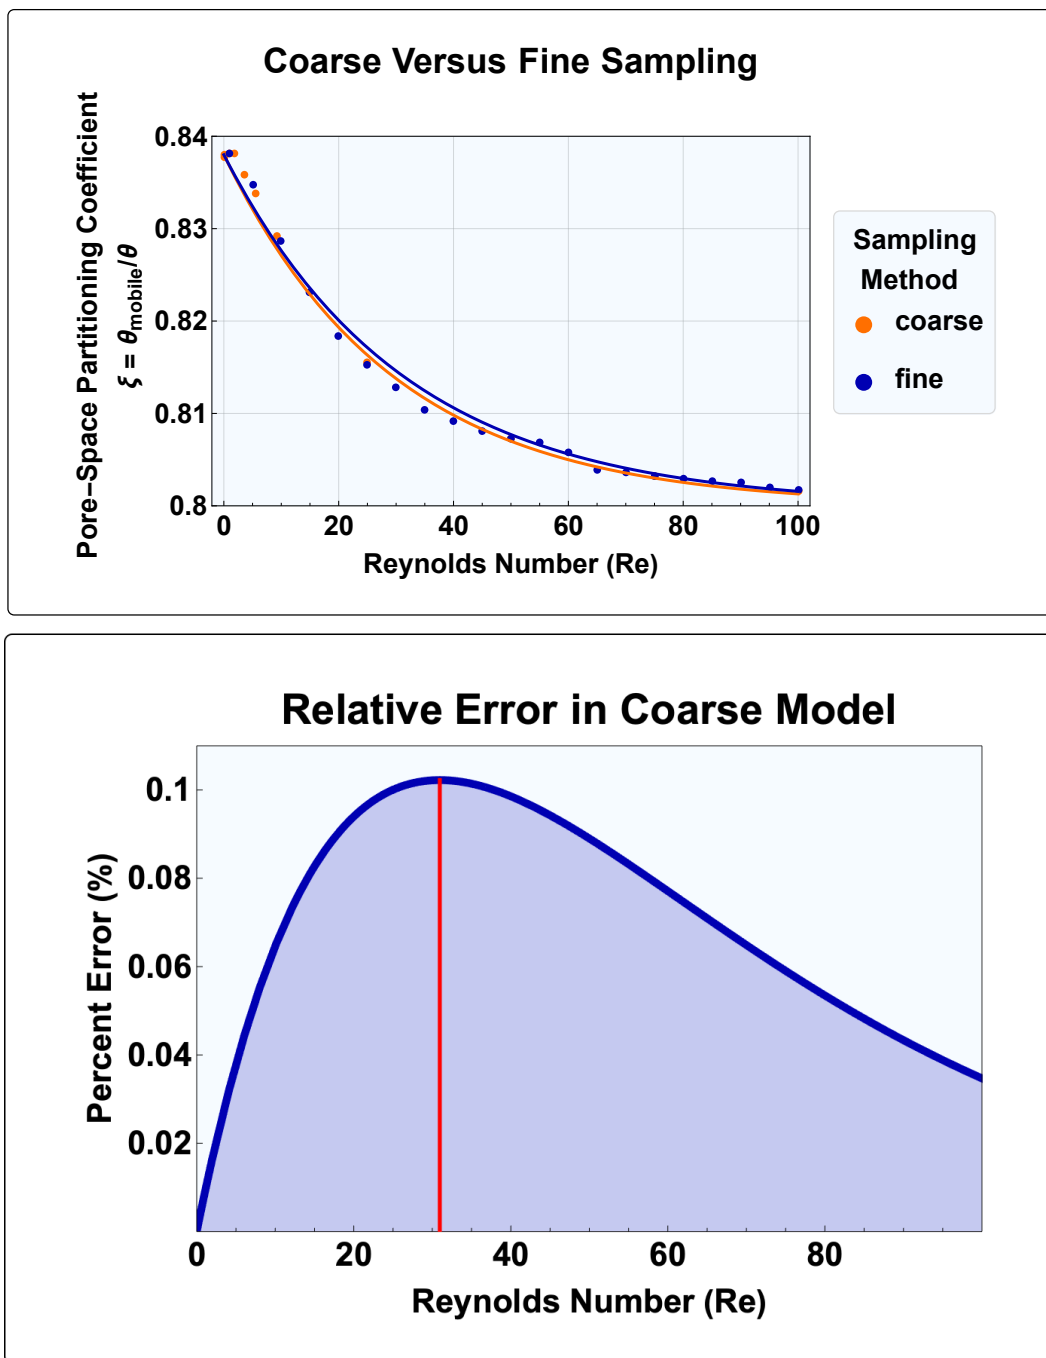 Coarse Versus Fine Sampling
Pore-Space Partitioning Coefficient
ξ = θmobile/θ
0.84
0.83
0.82
0.81
0.8
0 20 40 60 80 100
Reynolds Number (Re)
Sampling
Method
coarse
fine
Relative Error in Coarse Model
Percent Error (%)
0.1
0.08
0.06
0.04
0.02
0 20 40 60 80
Reynolds Number (Re)